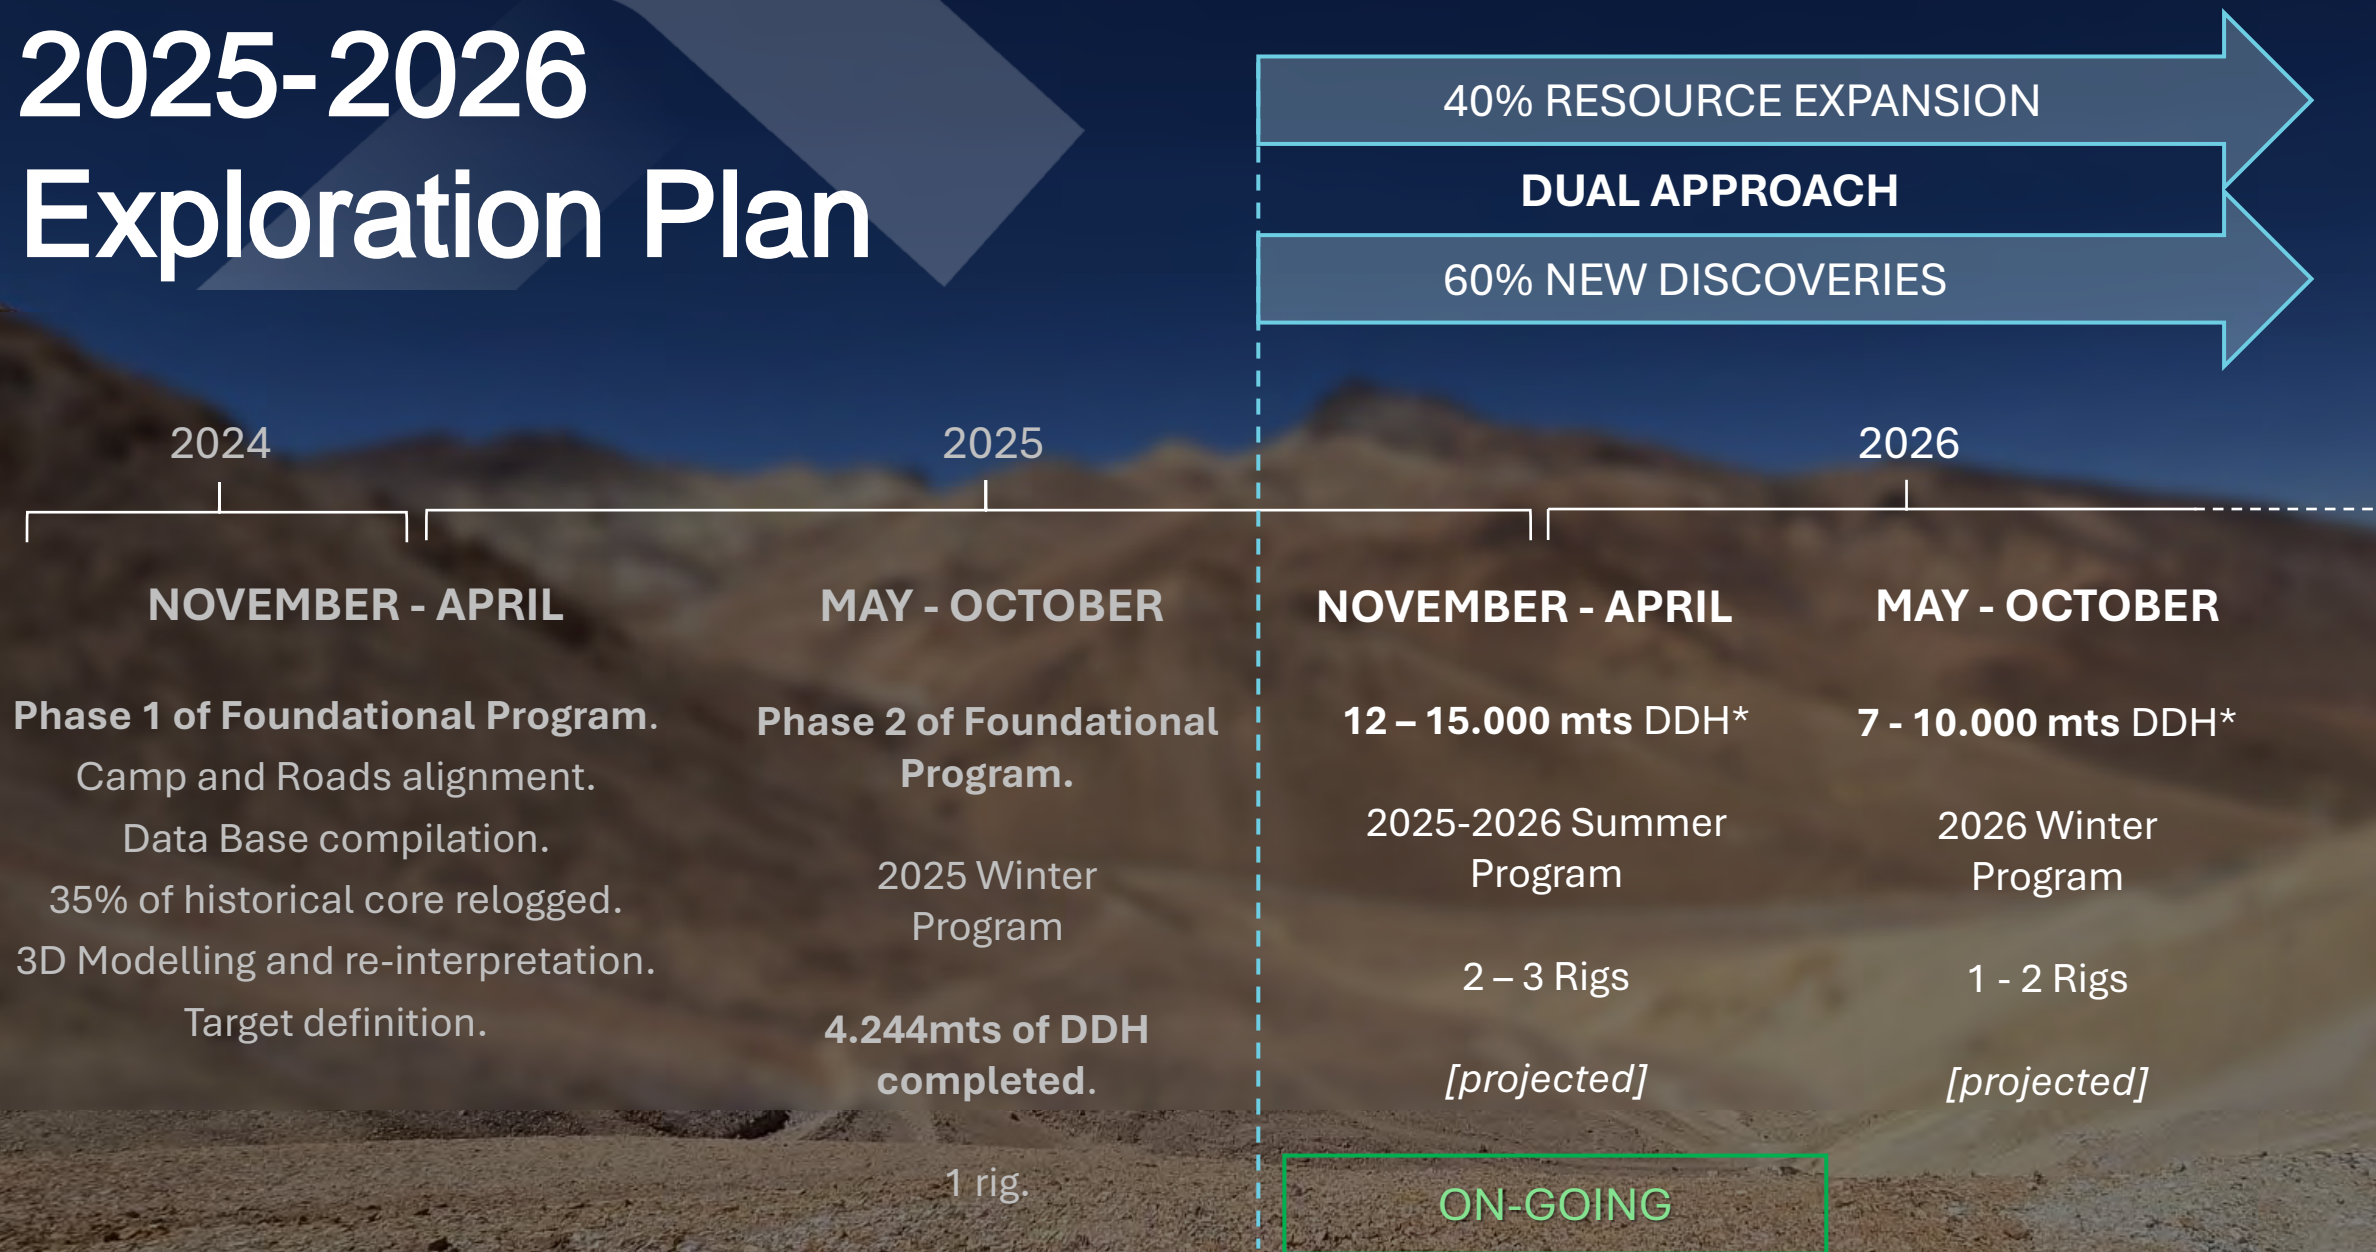 2025-2026
Exploration Plan
40% RESOURCE EXPANSION
DUAL APPROACH
60% NEW DISCOVERIES
2024
2025
2026
NOVEMBER - APRIL
Phase 1 of Foundational Program.
Camp and Roads alignment.
Data Base compilation.
35% of historical core relogged.
3D Modelling and re-interpretation.
Target definition.
MAY - OCTOBER
Phase 2 of Foundational
Program.
2025 Winter
Program
4.244mts of DDH
completed.
1 rig.
NOVEMBER - APRIL
12 – 15.000 mts DDH*
2025-2026 Summer
Program
2 – 3 Rigs
[projected]
ON-GOING
MAY - OCTOBER
7 - 10.000 mts DDH*
2026 Winter
Program
1 - 2 Rigs
[projected]